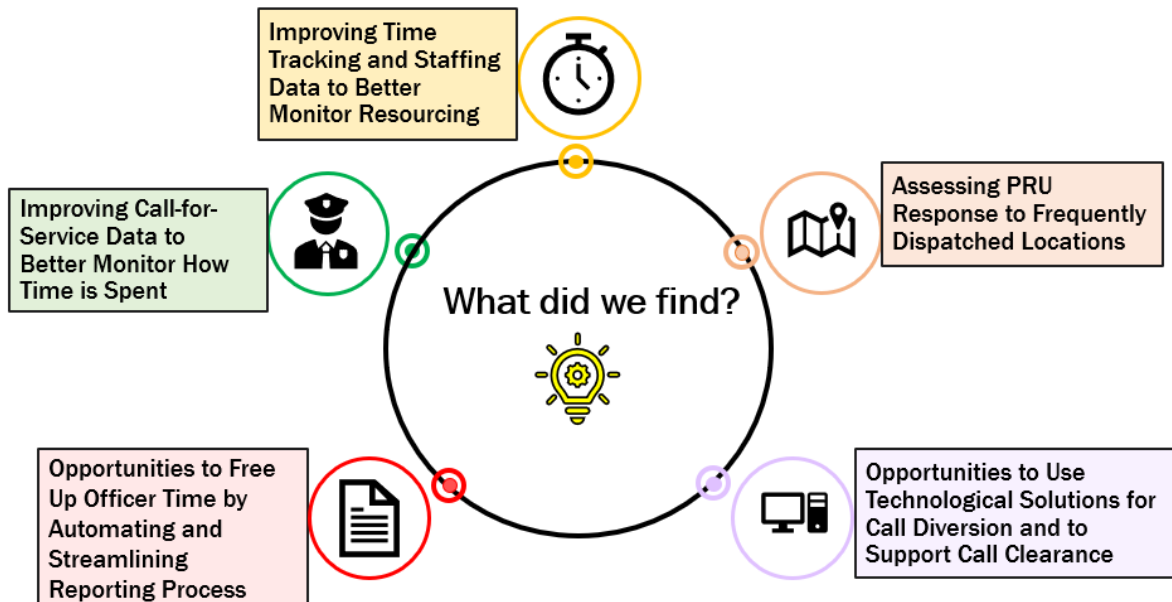 Improving Time
Tracking and Staffing
Data to Better
Monitor Resourcing
Improving Call-for-
Service Data to
Better Monitor How
Time is Spent
Assessing PRU
Response to Frequently
Dispatched Locations
What did we find?
Opportunities to Free
Up Officer Time by
Automating and
Streamlining
Reporting Process
Opportunities to Use
Technological Solutions for
Call Diversion and to
Support Call Clearance